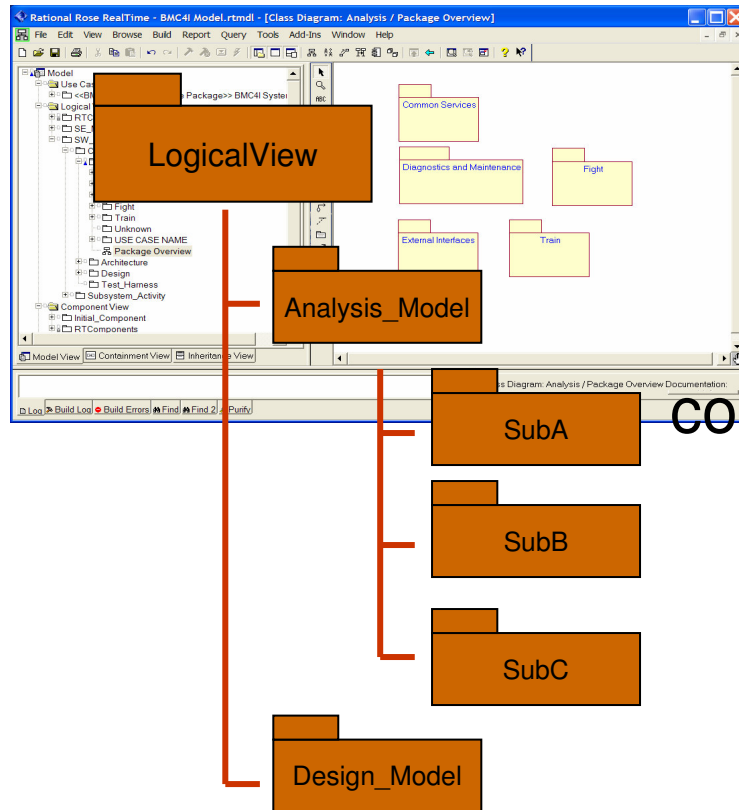 Rational Rose RealTime - BMC4I Model.rtmdl - [Class Diagram: Analysis / Package Overview]
File Edit View Browse Build Report Query Tools Add-Ins Window Help
Model
Use Cas
<<BM
e Package>> BMC4I System
Logical
RTC
SE_M
SW_
C
Fight
Train
Unknown
USE CASE NAME
Package Overview
Architecture
Design
Test_Harness
Subsystem_Activity
Component View
Initial_Component
RTComponents
Model View
Containment View
Inheritance View
ABC
Common Services
Diagnostics and Maintenance
Fight
External Interfaces
Train
ss Diagram: Analysis / Package Overview Documentation:
Log
Build Log
Build Errors
Find
Find 2
Purify
LogicalView
Analysis_Model
SubA
co
SubB
SubC
Design_Model